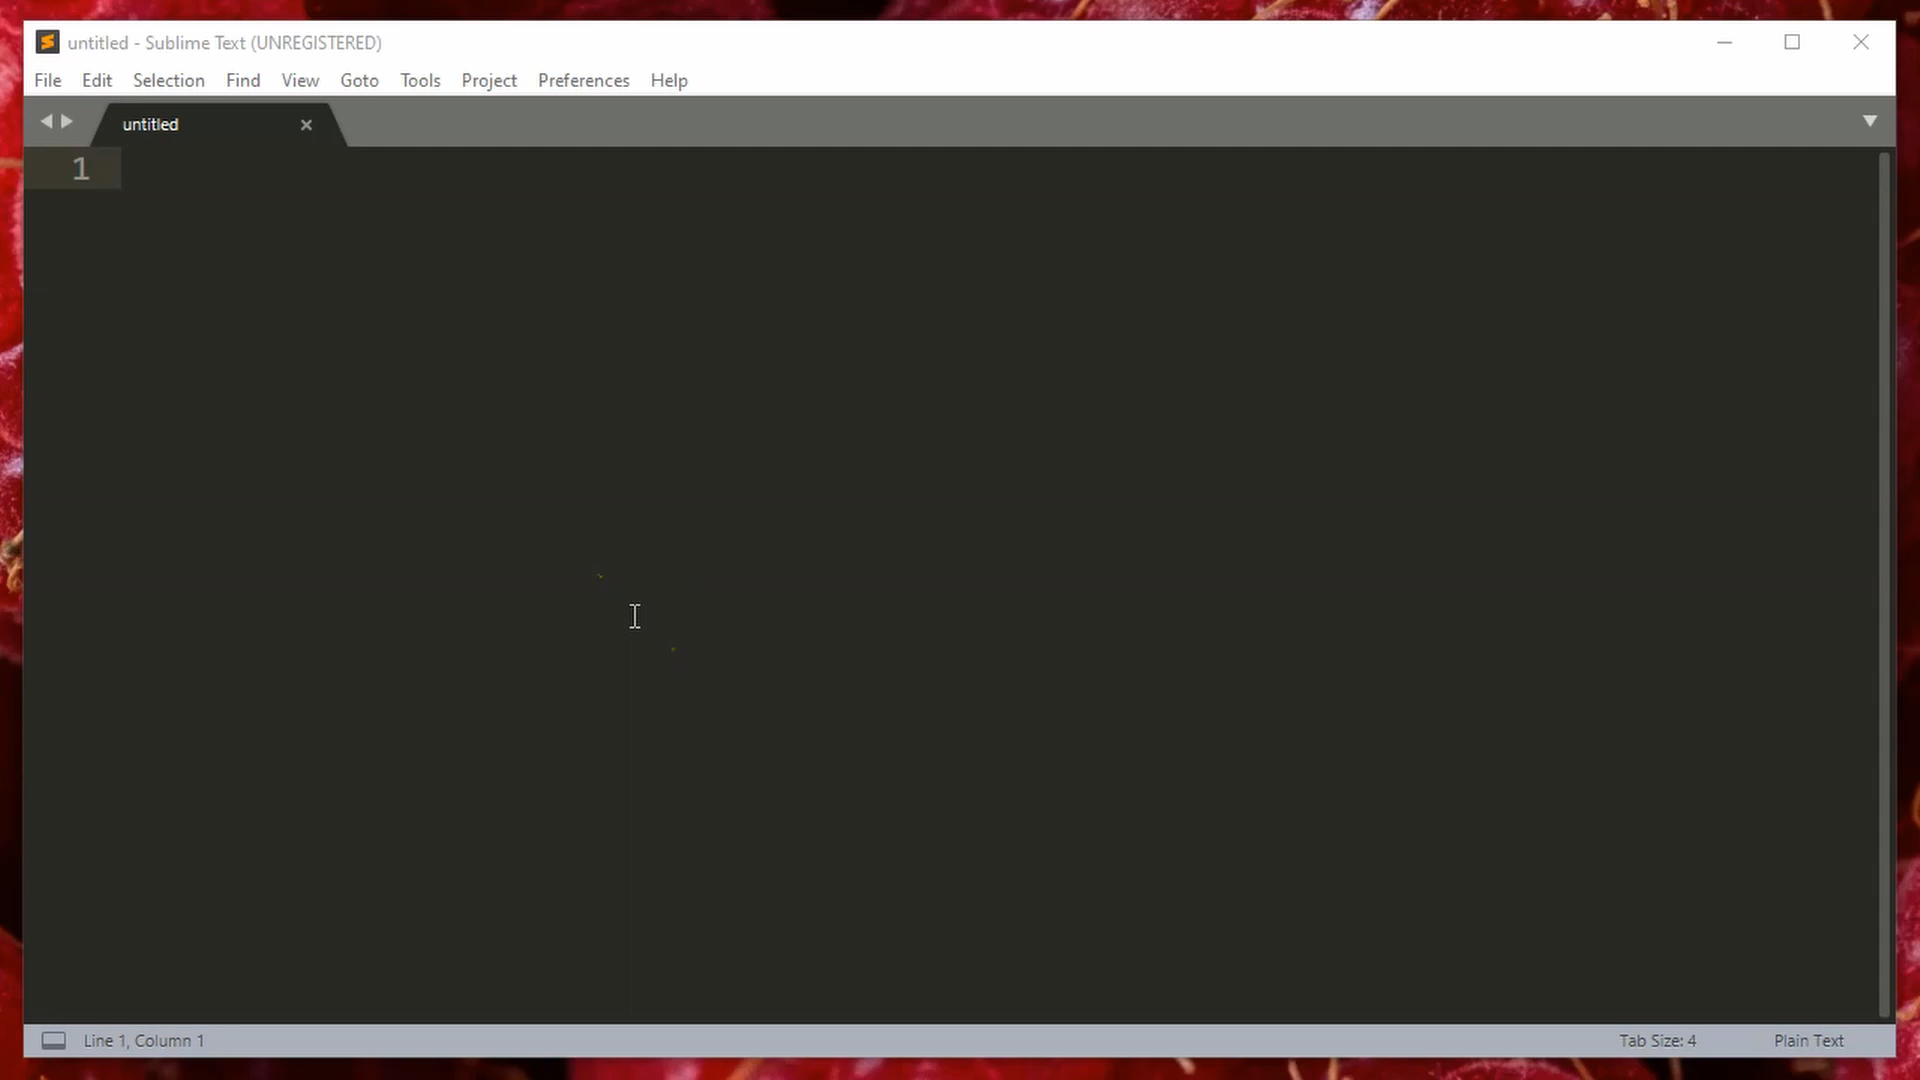 untitled - Sublime Text (UNREGISTERED)
File Edit Selection Find View Goto Tools Project Preferences Help
untitled
1
Line 1, Column 1 Tab Size: 4 Plain Text